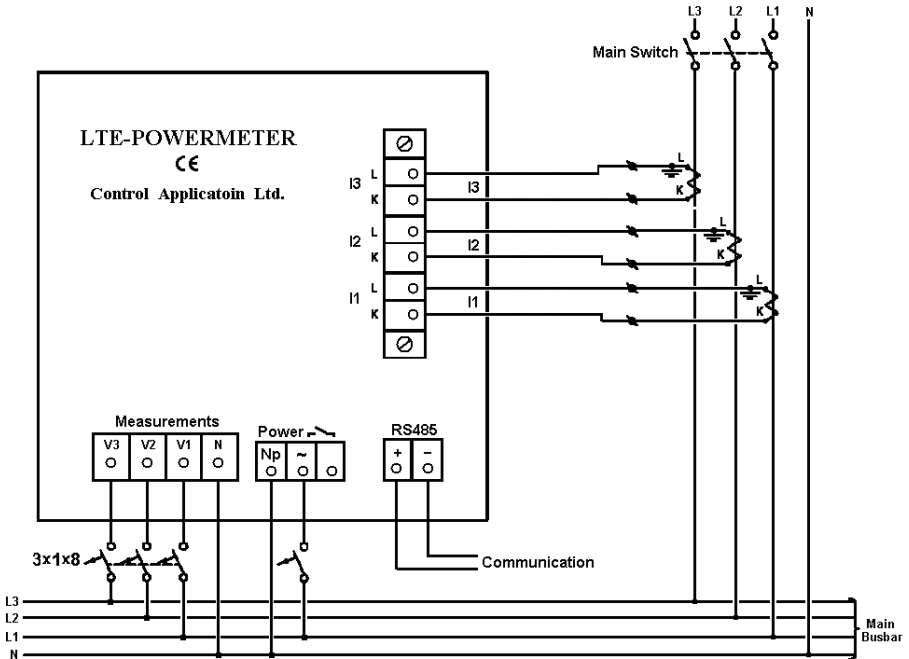 L3 L2 L1 N
Main Switch
LTE-POWERMETER
CE
Control Applicatoin Ltd.
I3 L
K
I2 L
K
I1 L
K
I3
I2
I1
L
K
L
K
L
K
Measurements
V3 V2 V1 N
Power
Np ~
RS485
+ −
3x1x8
Communication
L3
L2
L1
N
Main
Busbar